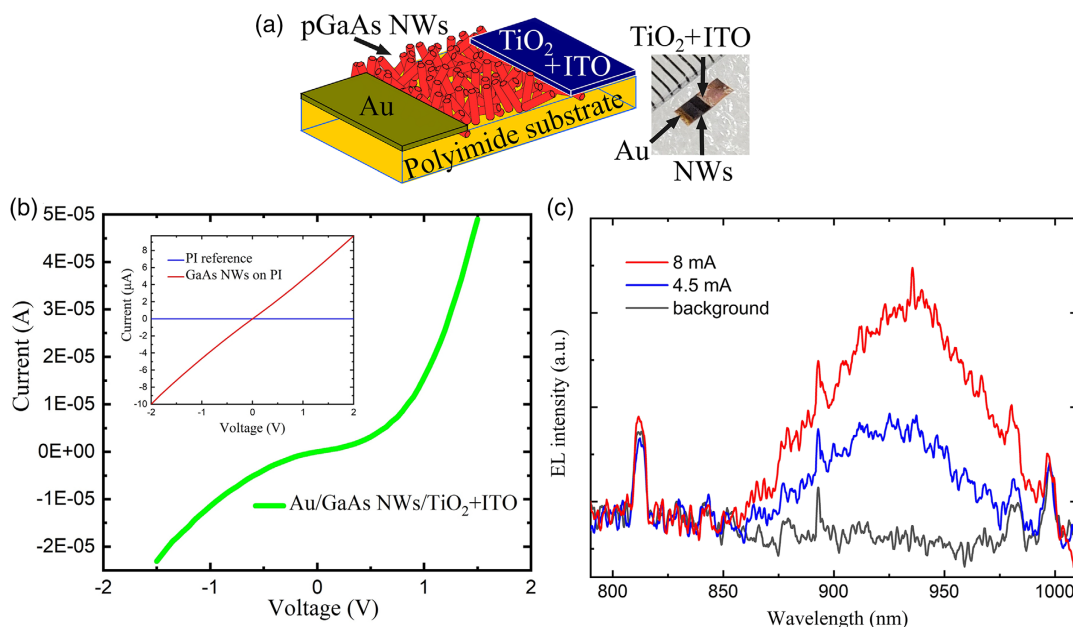 (a)
pGaAs NWs
TiO₂
+ITO
Au
Polyimide substrate
TiO₂+ITO
Au
NWs
(b)
5E-05
4E-05
3E-05
2E-05
1E-05
0E+00
-1E-05
-2E-05
Current (A)
-2
-1
0
1
2
Voltage (V)
Au/GaAs NWs/TiO₂+ITO
PI reference
GaAs NWs on PI
Current (μA)
8
6
4
2
0
-2
-4
-6
-8
-10
-2
-1
0
1
2
Voltage (V)
(c)
8 mA
4.5 mA
background
EL intensity (a.u.)
800
850
900
950
1000
Wavelength (nm)